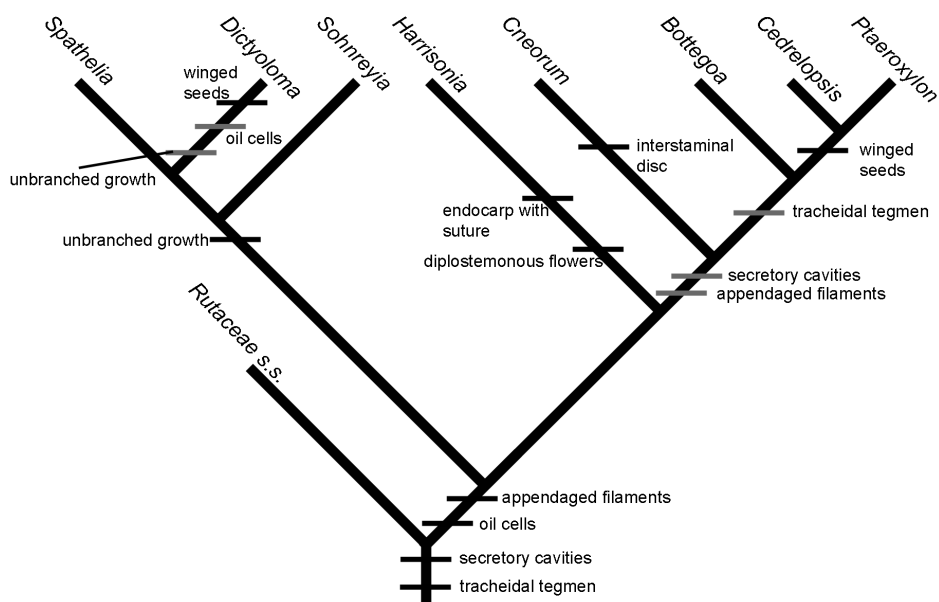 Spathelia
Dictyoloma
Sohnreyia
Harrisonia
Cneorum
Bottegoa
Cedrelopsis
Ptaeroxylon
winged
seeds
oil cells
unbranched growth
unbranched growth
interstaminal
disc
winged
seeds
endocarp with
suture
diplostemonous flowers
tracheidal tegmen
secretory cavities
appendaged filaments
Rutaceae s.s.
appendaged filaments
oil cells
secretory cavities
tracheidal tegmen